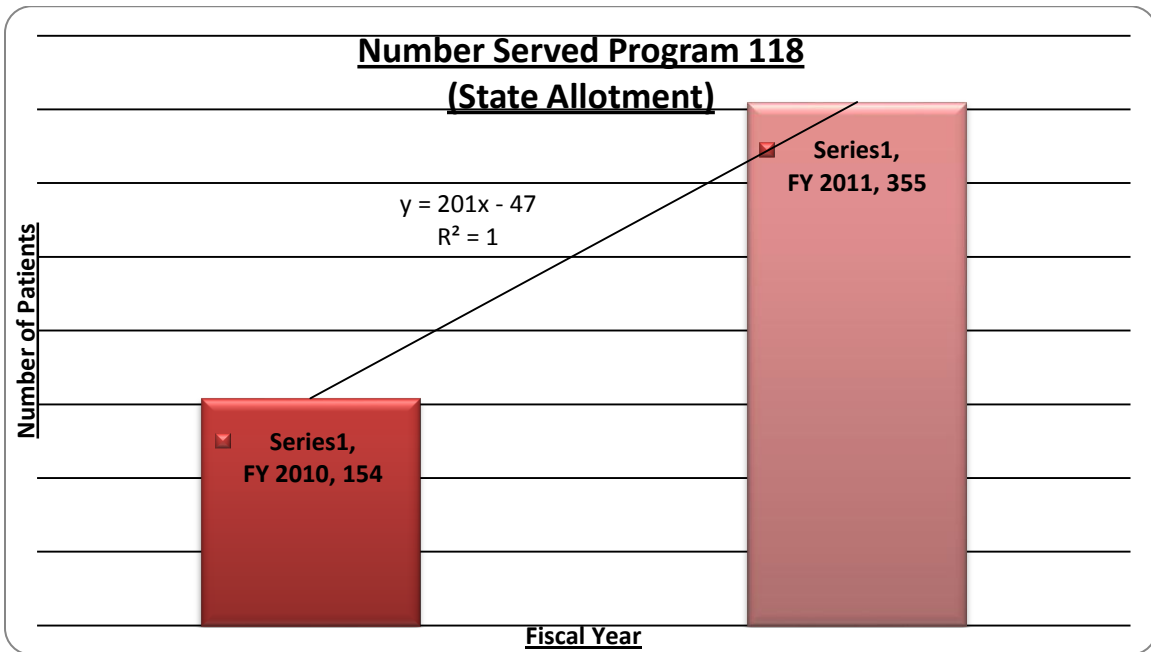 Number Served Program 118
(State Allotment)
Number of Patients
y = 201x - 47
R² = 1
Series1,
FY 2010, 154
Series1,
FY 2011, 355
Fiscal Year